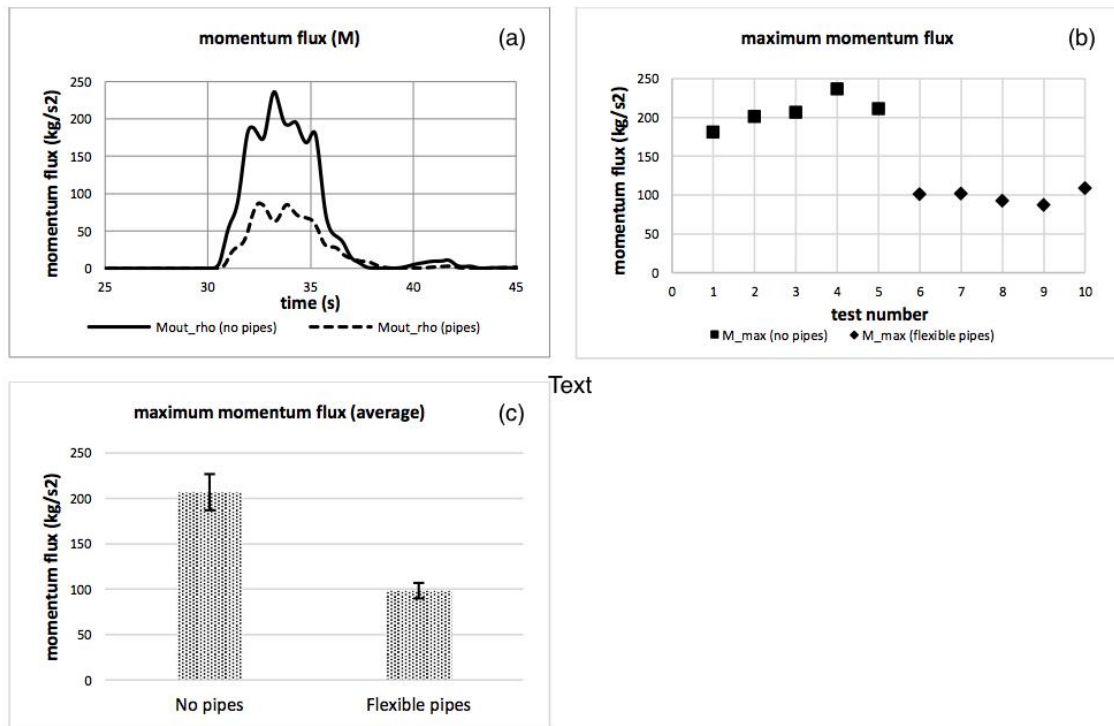 momentum flux (M)
(a)
momentum flux (kg/s2)
250
200
150
100
50
0
25 30 35 40 45
time (s)
Mout_rho (no pipes) Mout_rho (pipes)
maximum momentum flux
(b)
momentum flux (kg/s2)
250
200
150
100
50
0
0 1 2 3 4 5 6 7 8 9 10
test number
M_max (no pipes) M_max (flexible pipes)
Text
maximum momentum flux (average)
(c)
momentum flux (kg/s2)
250
200
150
100
50
0
No pipes Flexible pipes